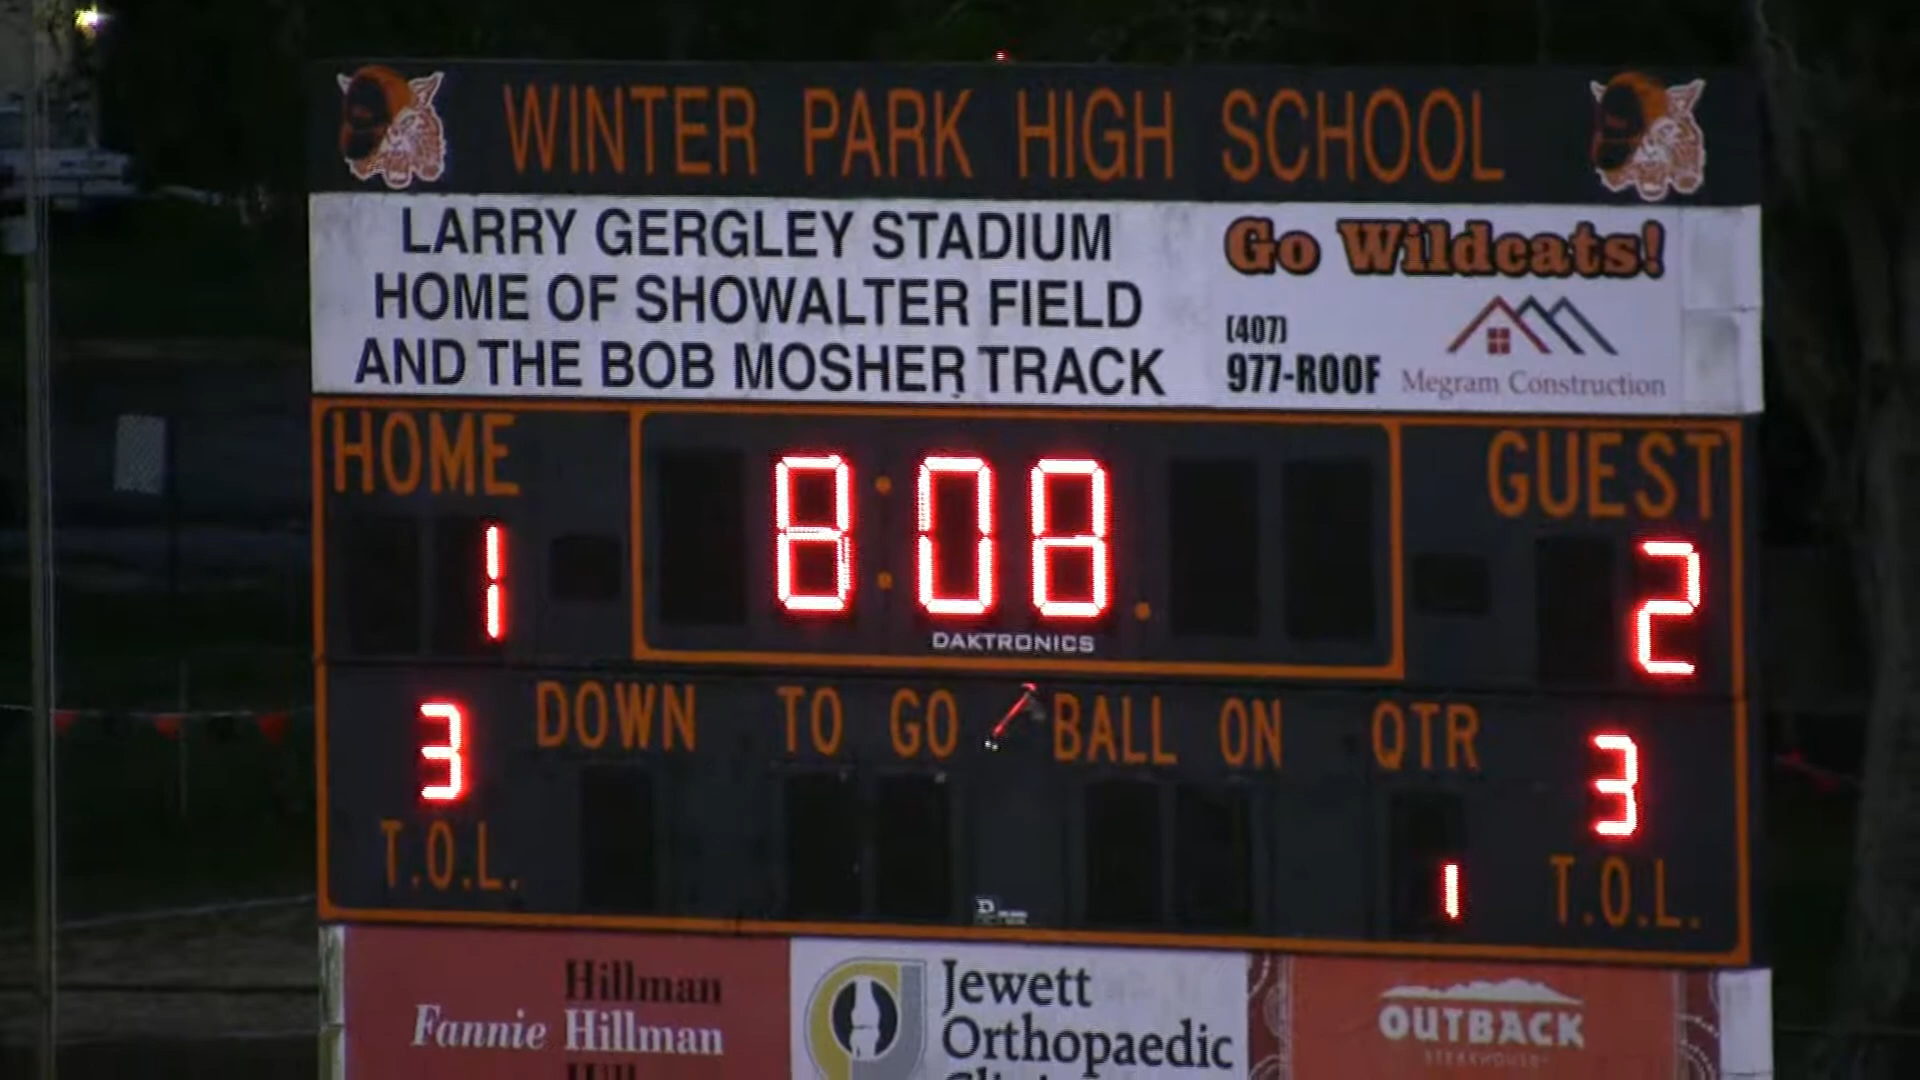 WINTER PARK HIGH SCHOOL
LARRY GERGLEY STADIUM
HOME OF SHOWALTER FIELD
AND THE BOB MOSHER TRACK
Go Wildcats!
(407)
977-ROOF
Megram Construction
HOME
GUEST
8:08
1
2
DAKTRONICS
DOWN TO GO BALL ON QTR
3
3
T.O.L.
1
T.O.L.
Hillman
Fannie Hillman
Jewett
Orthopaedic
OUTBACK
STEAKHOUSE